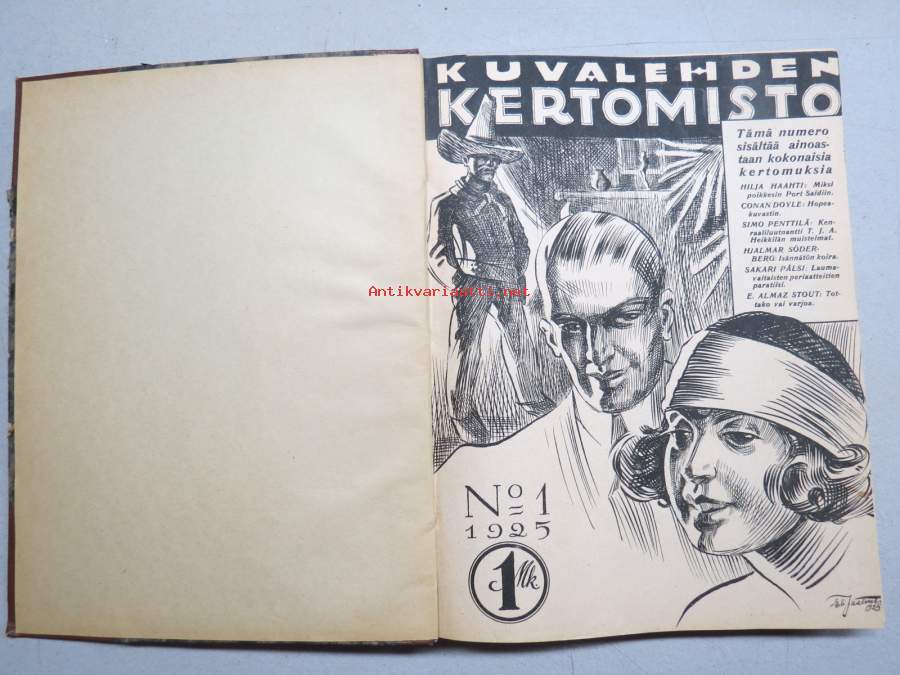 KUVALEHDEN
KERTOMISTO
Tämä numero
sisältää ainoas-
taan kokonaisia
kertomuksia
HILJA HAAHTI: Miksi
poikkesin Port Saidiin.
CONAN DOYLE: Hopea-
kuvastin.
SIMO PENTTILÄ: Ken-
raaliluutnantti T. J. A.
Heikkilän muistelmat.
HJALMAR SÖDER-
BERG: Isännätön koira.
SAKARI PÄLSI: Lauma-
valtaisten periaatteitten
paratiisi.
E. ALMAZ STOUT: Tot-
tako vai varjoa.
Antikvariaatti.net
No 1
1925
1 Mk